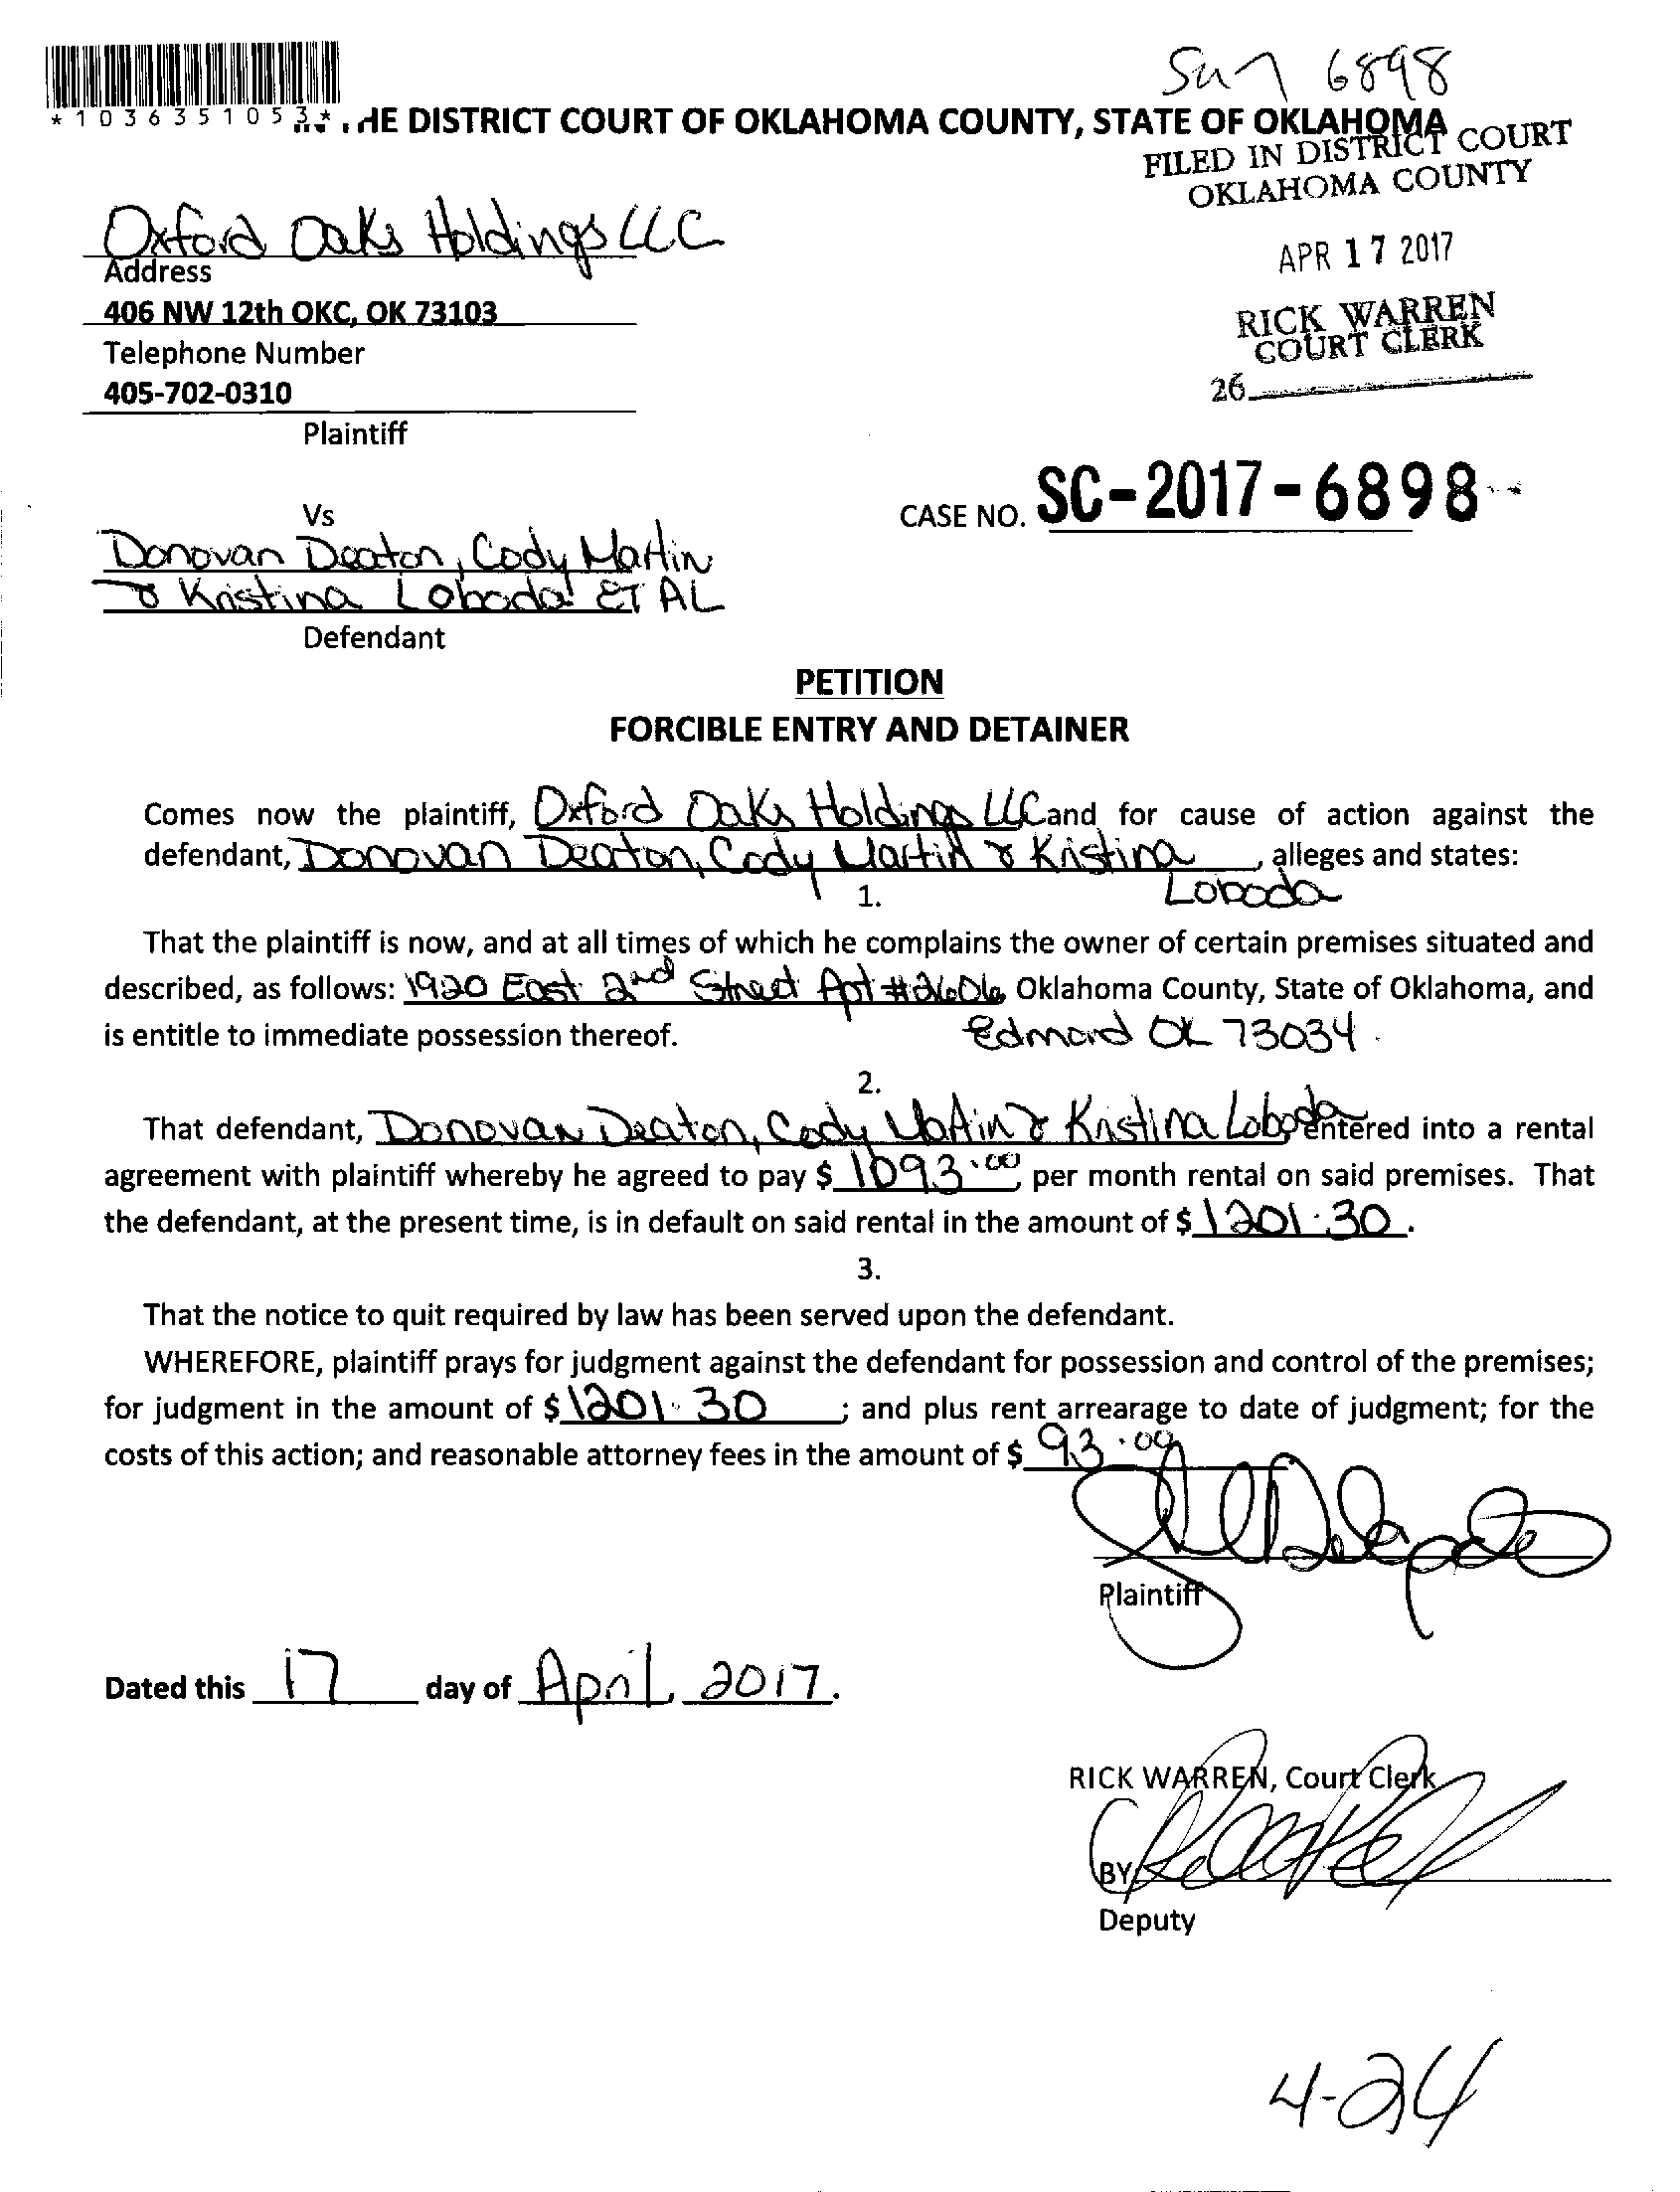 Sm 6898
*1036351053* HE DISTRICT COURT OF OKLAHOMA COUNTY, STATE OF OKLAHOMA
FILED IN DISTRICT COURT
OKLAHOMA COUNTY
Oxford Oaks Holdings LLC
Address
APR 17 2017
406 NW 12th OKC, OK 73103
RICK WARREN
COURT CLERK
Telephone Number
405-702-0310
26
Plaintiff
Vs
CASE NO. SC-2017-6898
Donovan Deaton, Cody Martin
& Kristina Loboda ET AL
Defendant
PETITION
FORCIBLE ENTRY AND DETAINER
Comes now the plaintiff, Oxford Oaks Holdings LLC and for cause of action against the
defendant, Donovan Deaton, Cody Martin & Kristina, alleges and states:
Loboda
1.
That the plaintiff is now, and at all times of which he complains the owner of certain premises situated and
described, as follows: 1920 East 2nd Street Apt #2606, Oklahoma County, State of Oklahoma, and
is entitle to immediate possession thereof. Edmond OK 73034.
2.
That defendant, Donovan Deaton, Cody Martin & Kristina Loboda entered into a rental
agreement with plaintiff whereby he agreed to pay $ 1093.00 per month rental on said premises. That
the defendant, at the present time, is in default on said rental in the amount of $ 1201.30.
3.
That the notice to quit required by law has been served upon the defendant.
WHEREFORE, plaintiff prays for judgment against the defendant for possession and control of the premises;
for judgment in the amount of $ 1201.30 ; and plus rent arrearage to date of judgment; for the
costs of this action; and reasonable attorney fees in the amount of $ 93.00
Plaintiff
Dated this 17 day of April, 2017.
RICK WARREN, Court Clerk
BY
Deputy
4-24